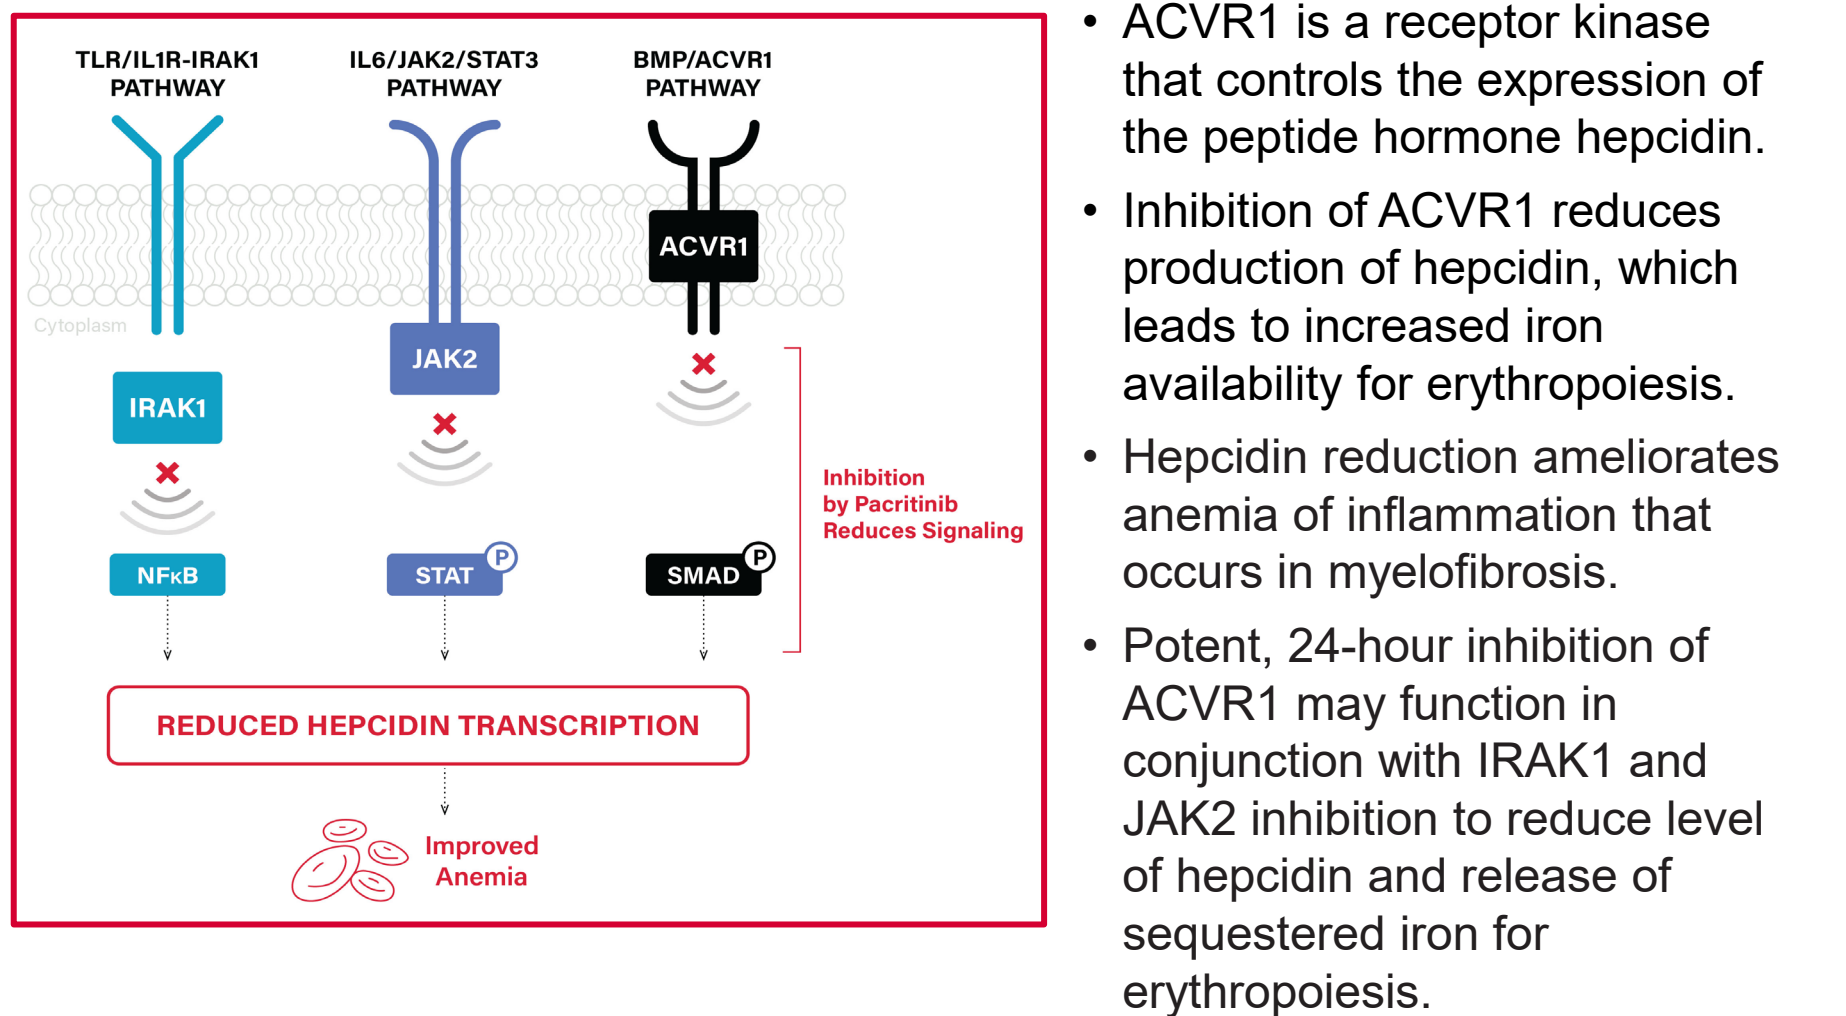 TLR/IL1R-IRAK1
PATHWAY
IL6/JAK2/STAT3
PATHWAY
BMP/ACVR1
PATHWAY
ACVR1
Cytoplasm
JAK2
IRAK1
Inhibition
by Pacritinib
Reduces Signaling
NFκB
STAT
P
SMAD
P
REDUCED HEPCIDIN TRANSCRIPTION
Improved
Anemia
• ACVR1 is a receptor kinase
that controls the expression of
the peptide hormone hepcidin.
• Inhibition of ACVR1 reduces
production of hepcidin, which
leads to increased iron
availability for erythropoiesis.
• Hepcidin reduction ameliorates
anemia of inflammation that
occurs in myelofibrosis.
• Potent, 24-hour inhibition of
ACVR1 may function in
conjunction with IRAK1 and
JAK2 inhibition to reduce level
of hepcidin and release of
sequestered iron for
erythropoiesis.